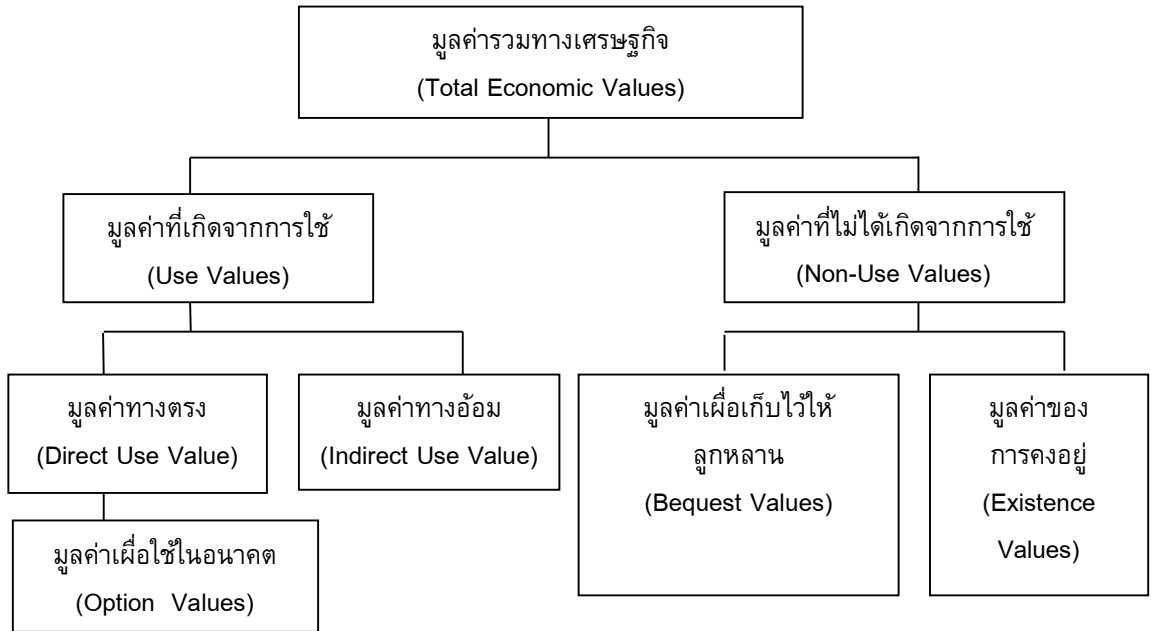 มูลค่ารวมทางเศรษฐกิจ
(Total Economic Values)
มูลค่าที่เกิดจากการใช้
(Use Values)
มูลค่าที่ไม่ได้เกิดจากการใช้
(Non-Use Values)
มูลค่าทางตรง
(Direct Use Value)
มูลค่าทางอ้อม
(Indirect Use Value)
มูลค่าเผื่อเก็บไว้ให้
ลูกหลาน
(Bequest Values)
มูลค่าของ
การคงอยู่
(Existence
Values)
มูลค่าเผื่อใช้ในอนาคต
(Option Values)